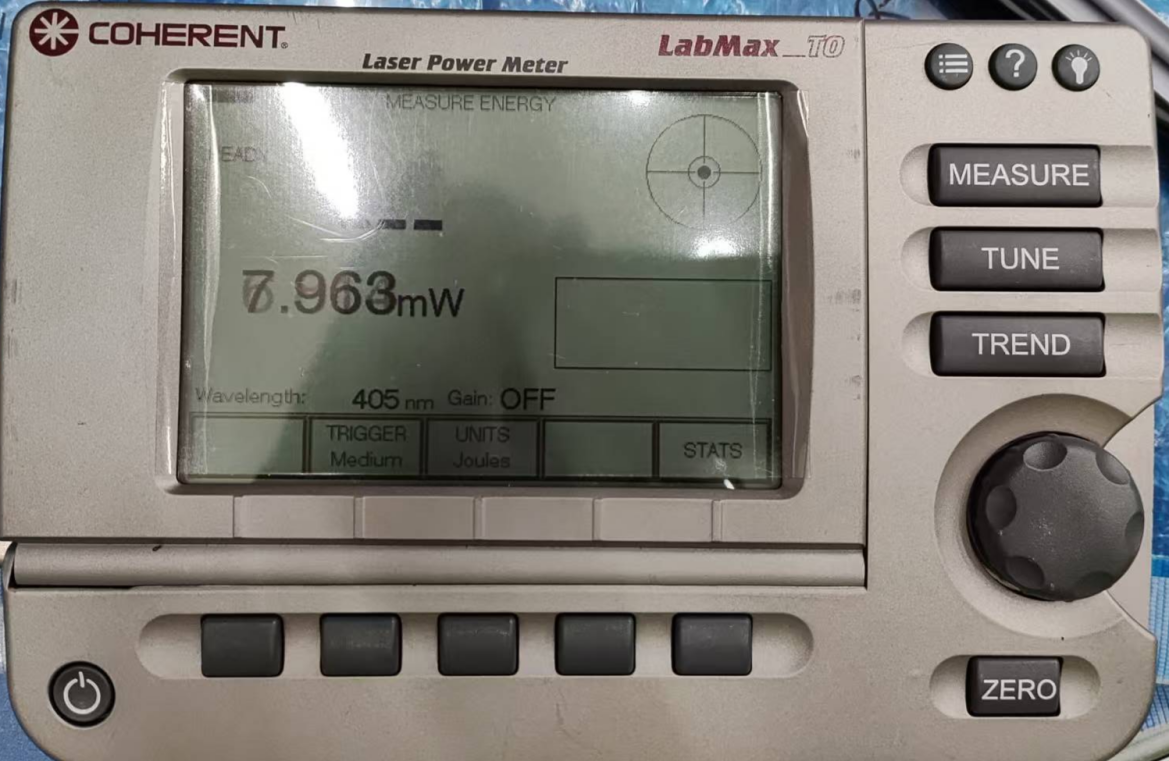 COHERENT®
Laser Power Meter
LabMax_TO
?
MEASURE ENERGY
MEASURE
TUNE
mW
TREND
Wavelength: 405 nm Gain: OFF
TRIGGER
Medium
UNITS
Joules
STATS
ZERO